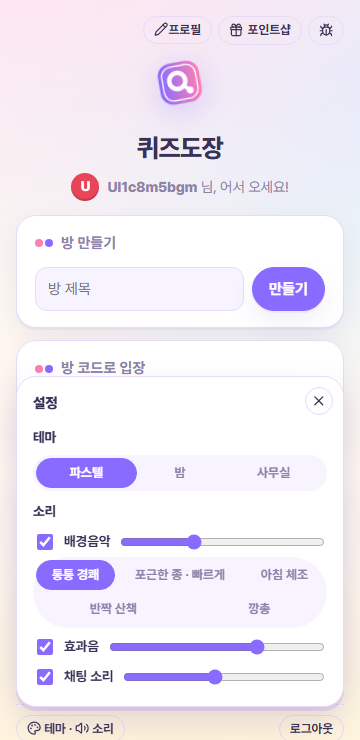 프로필 포인트샵
퀴즈도장
U UI1c8m5bgm 님, 어서 오세요!
방 만들기
방 제목 만들기
방 코드로 입장
설정
테마
파스텔 밤 사무실
소리
배경음악
통통 경쾌 포근한 종 · 빠르게 아침 체조
반짝 산책 깡총
효과음
채팅 소리
테마 · 소리 로그아웃